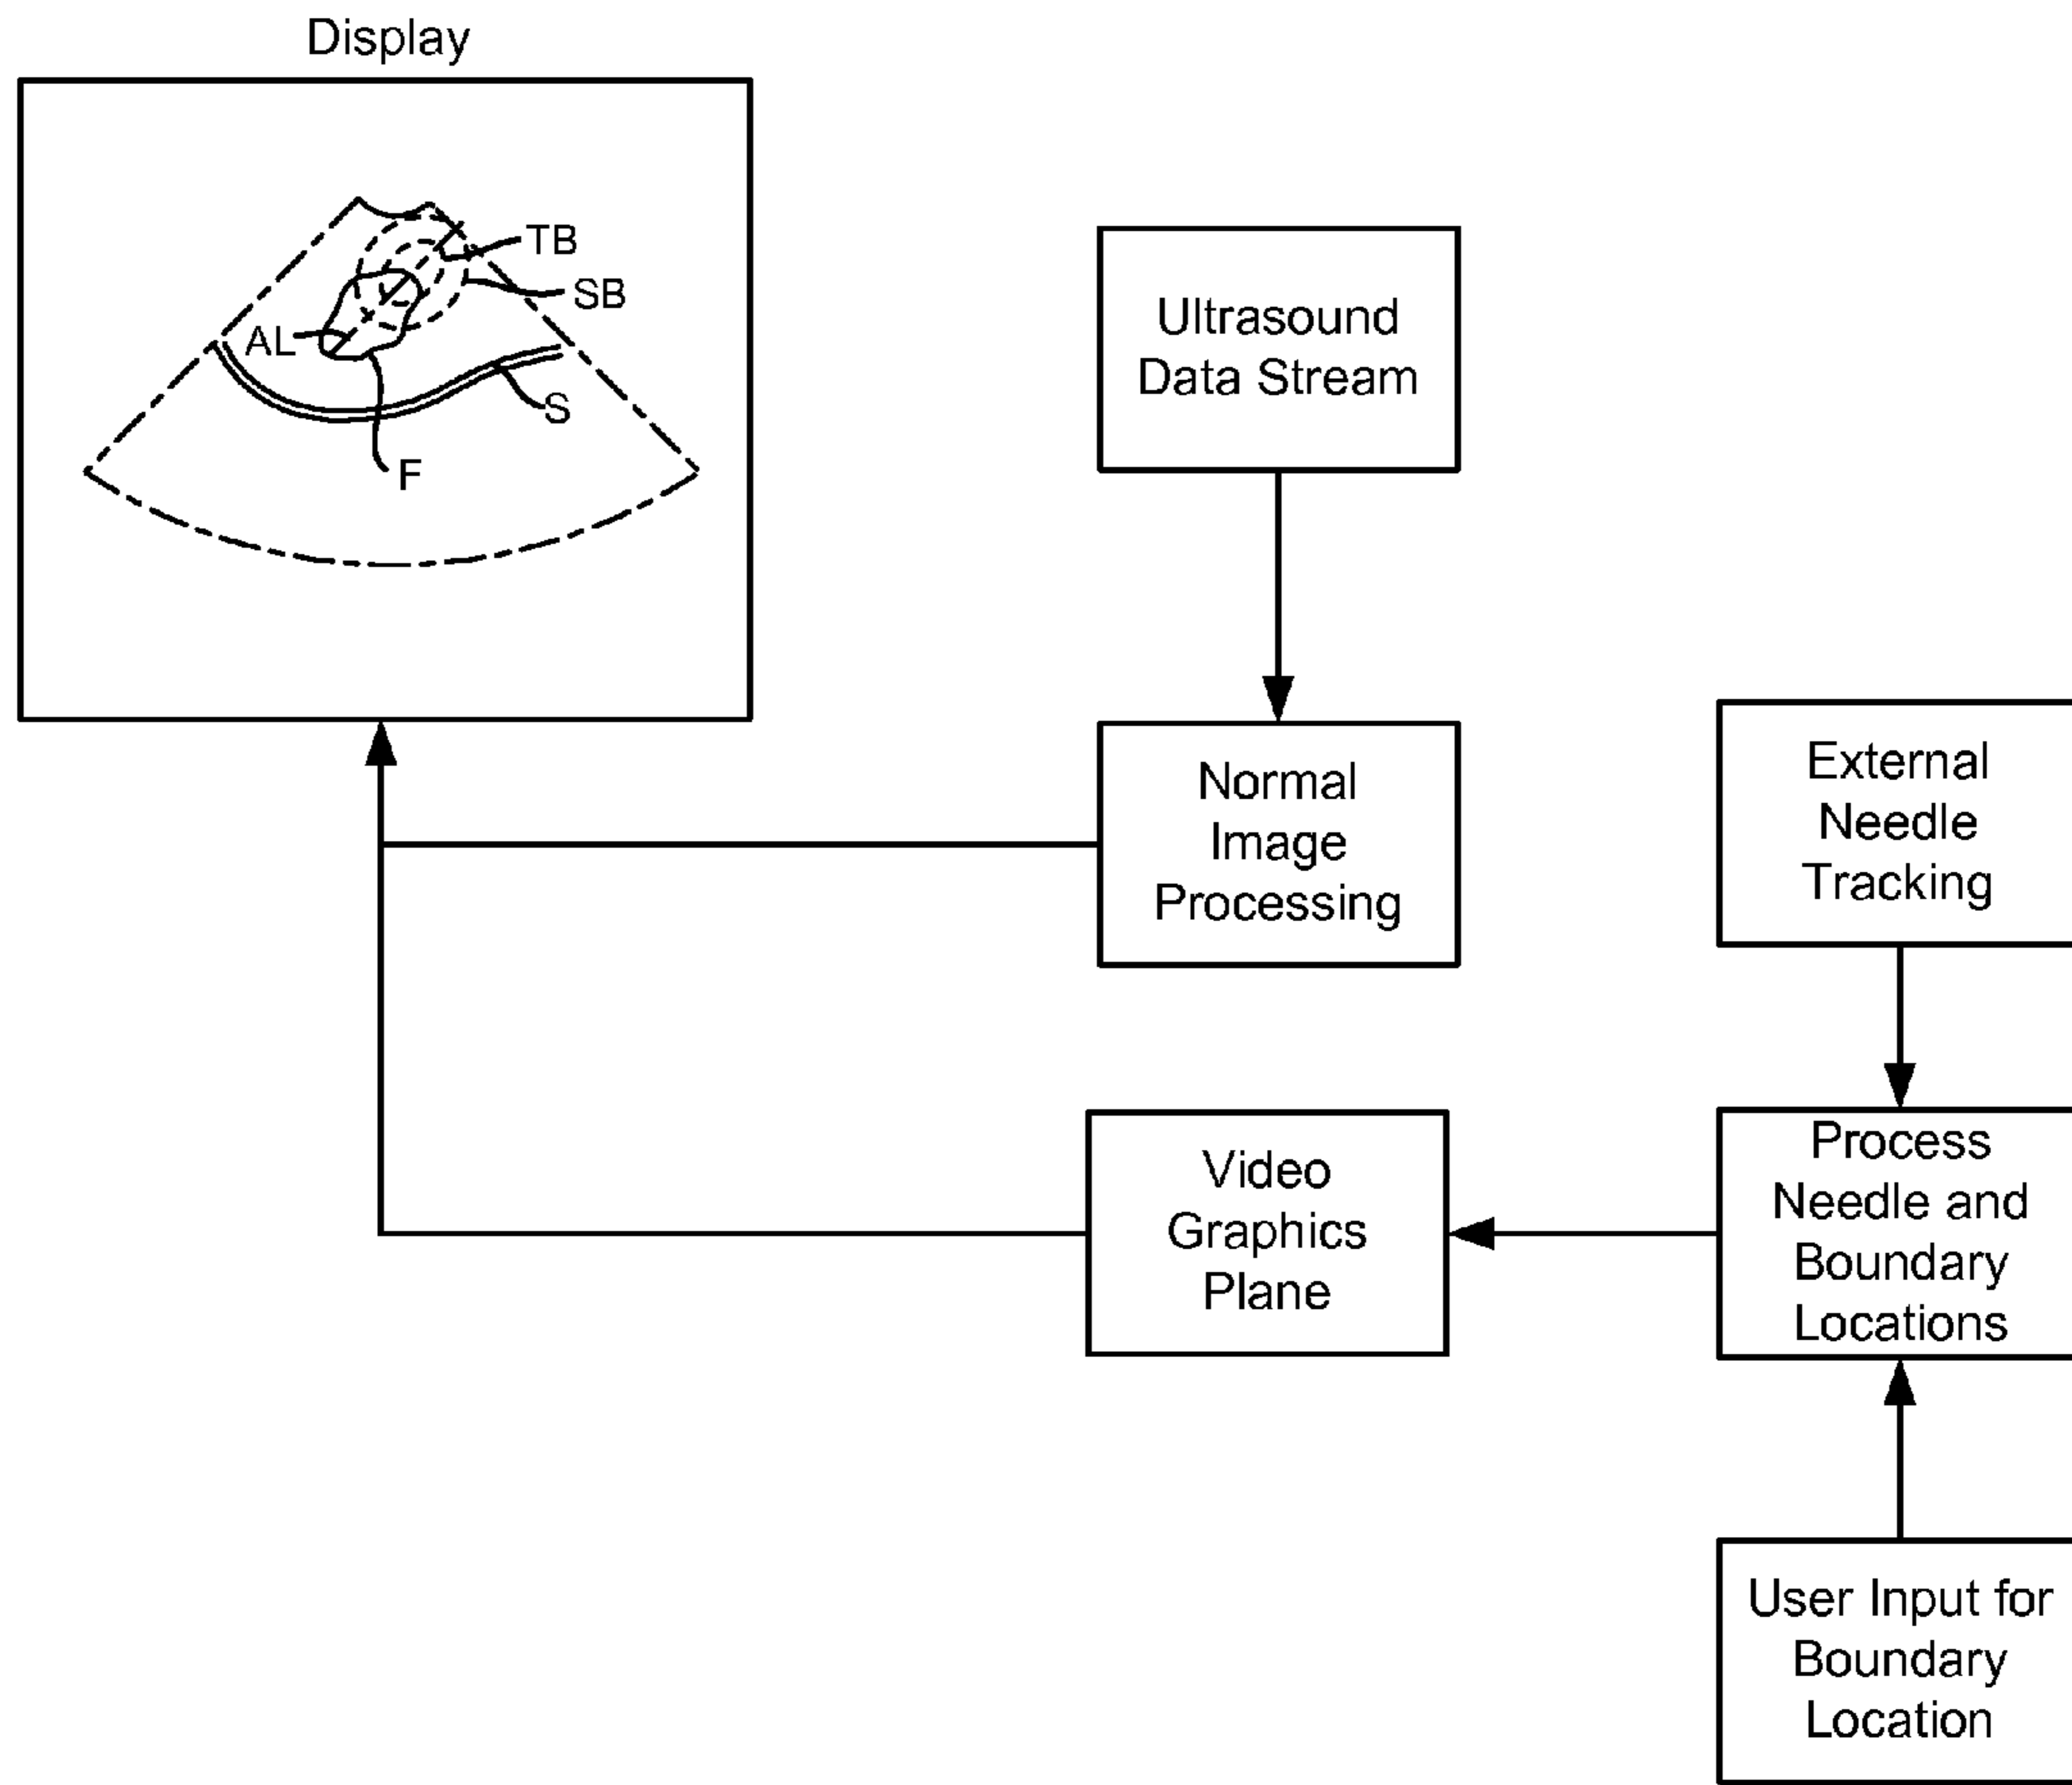 Display
TB
SB
AL
S
F
Ultrasound
Data Stream
Normal
Image
Processing
External
Needle
Tracking
Video
Graphics
Plane
Process
Needle and
Boundary
Locations
User Input for
Boundary
Location